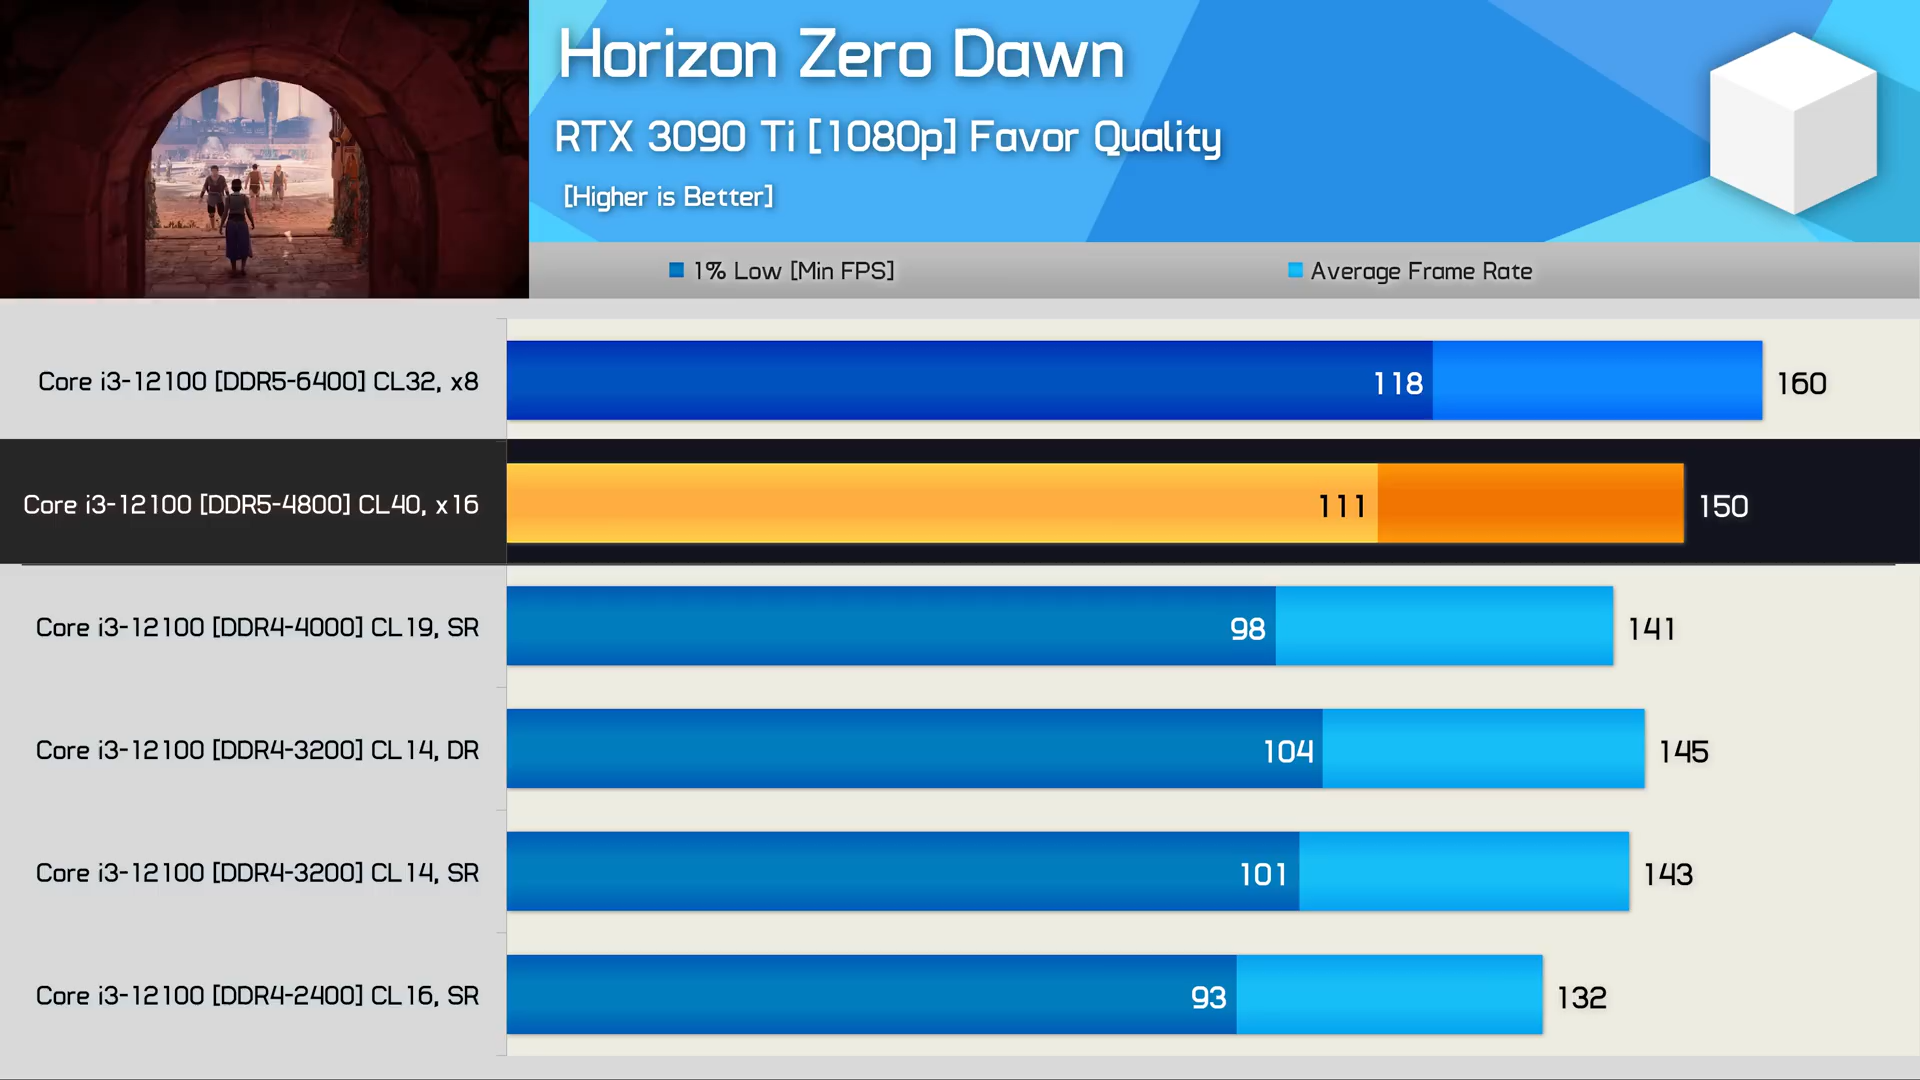 Horizon Zero Dawn
RTX 3090 Ti [1080p] Favor Quality
[Higher is Better]
1% Low [Min FPS]
Average Frame Rate
Core i3-12100 [DDR5-6400] CL32, x8
118
160
Core i3-12100 [DDR5-4800] CL40, x16
111
150
Core i3-12100 [DDR4-4000] CL19, SR
98
141
Core i3-12100 [DDR4-3200] CL14, DR
104
145
Core i3-12100 [DDR4-3200] CL14, SR
101
143
Core i3-12100 [DDR4-2400] CL16, SR
93
132